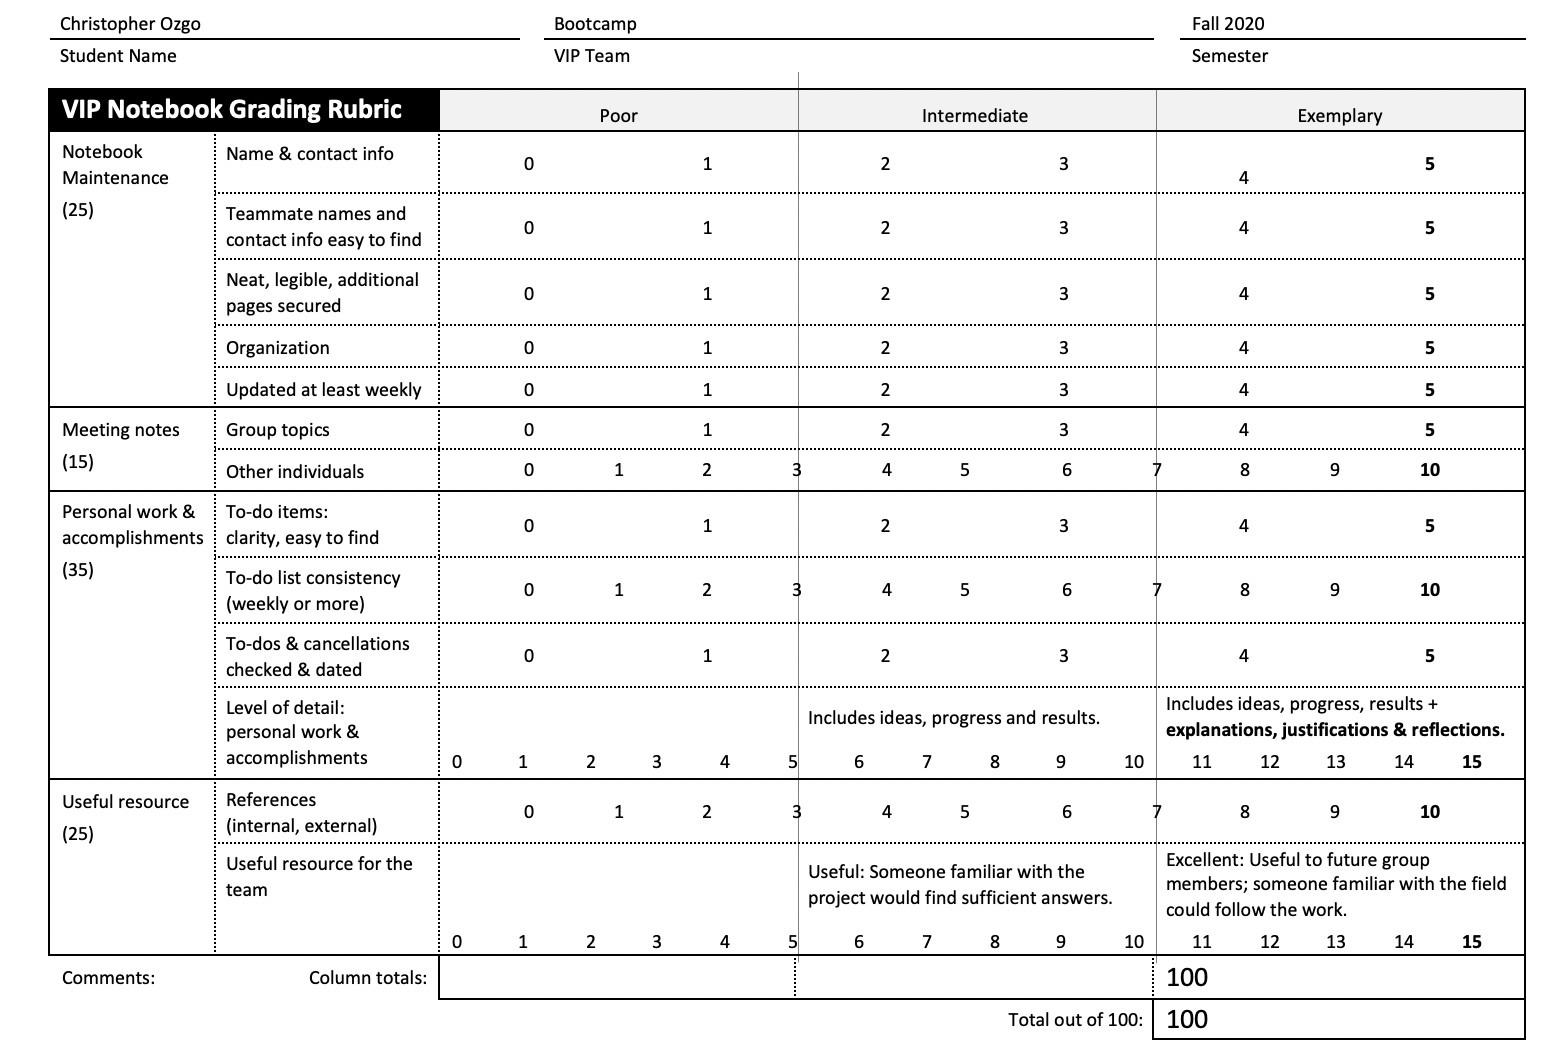 Christopher Ozgo Bootcamp Fall 2020
Student Name VIP Team Semester
VIP Notebook Grading Rubric Poor Intermediate Exemplary
Notebook
Maintenance
(25)
Name & contact info 0 1 2 3 4 5
Teammate names and
contact info easy to find 0 1 2 3 4 5
Neat, legible, additional
pages secured 0 1 2 3 4 5
Organization 0 1 2 3 4 5
Updated at least weekly 0 1 2 3 4 5
Meeting notes
(15)
Group topics 0 1 2 3 4 5
Other individuals 0 1 2 3 4 5 6 7 8 9 10
Personal work &
accomplishments
(35)
To-do items:
clarity, easy to find 0 1 2 3 4 5
To-do list consistency
(weekly or more) 0 1 2 3 4 5 6 7 8 9 10
To-dos & cancellations
checked & dated 0 1 2 3 4 5
Level of detail:
personal work &
accomplishments
Includes ideas, progress and results.
Includes ideas, progress, results +
explanations, justifications & reflections.
0 1 2 3 4 5 6 7 8 9 10 11 12 13 14 15
Useful resource
(25)
References
(internal, external) 0 1 2 3 4 5 6 7 8 9 10
Useful resource for the
team
Useful: Someone familiar with the
project would find sufficient answers.
Excellent: Useful to future group
members; someone familiar with the field
could follow the work.
0 1 2 3 4 5 6 7 8 9 10 11 12 13 14 15
Comments: Column totals: 100
Total out of 100: 100